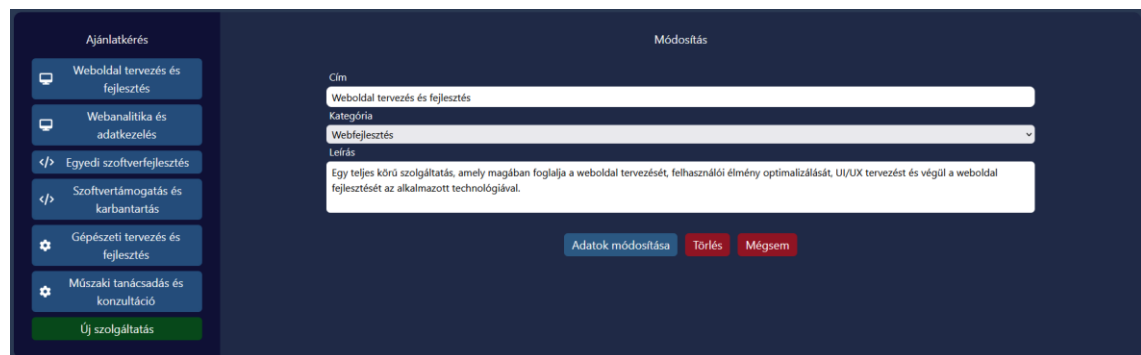 Ajánlatkérés
Weboldal tervezés és
fejlesztés
Webanalitika és
adatkezelés
Egyedi szoftverfejlesztés
Szoftvertámogatás és
karbantartás
Gépészeti tervezés és
fejlesztés
Műszaki tanácsadás és
konzultáció
Új szolgáltatás
Módosítás
Cím
Weboldal tervezés és fejlesztés
Kategória
Webfejlesztés
Leírás
Egy teljes körű szolgáltatás, amely magában foglalja a weboldal tervezését, felhasználói élmény optimalizálását, UI/UX tervezést és végül a weboldal
fejlesztését az alkalmazott technológiával.
Adatok módosítása Törlés Mégsem